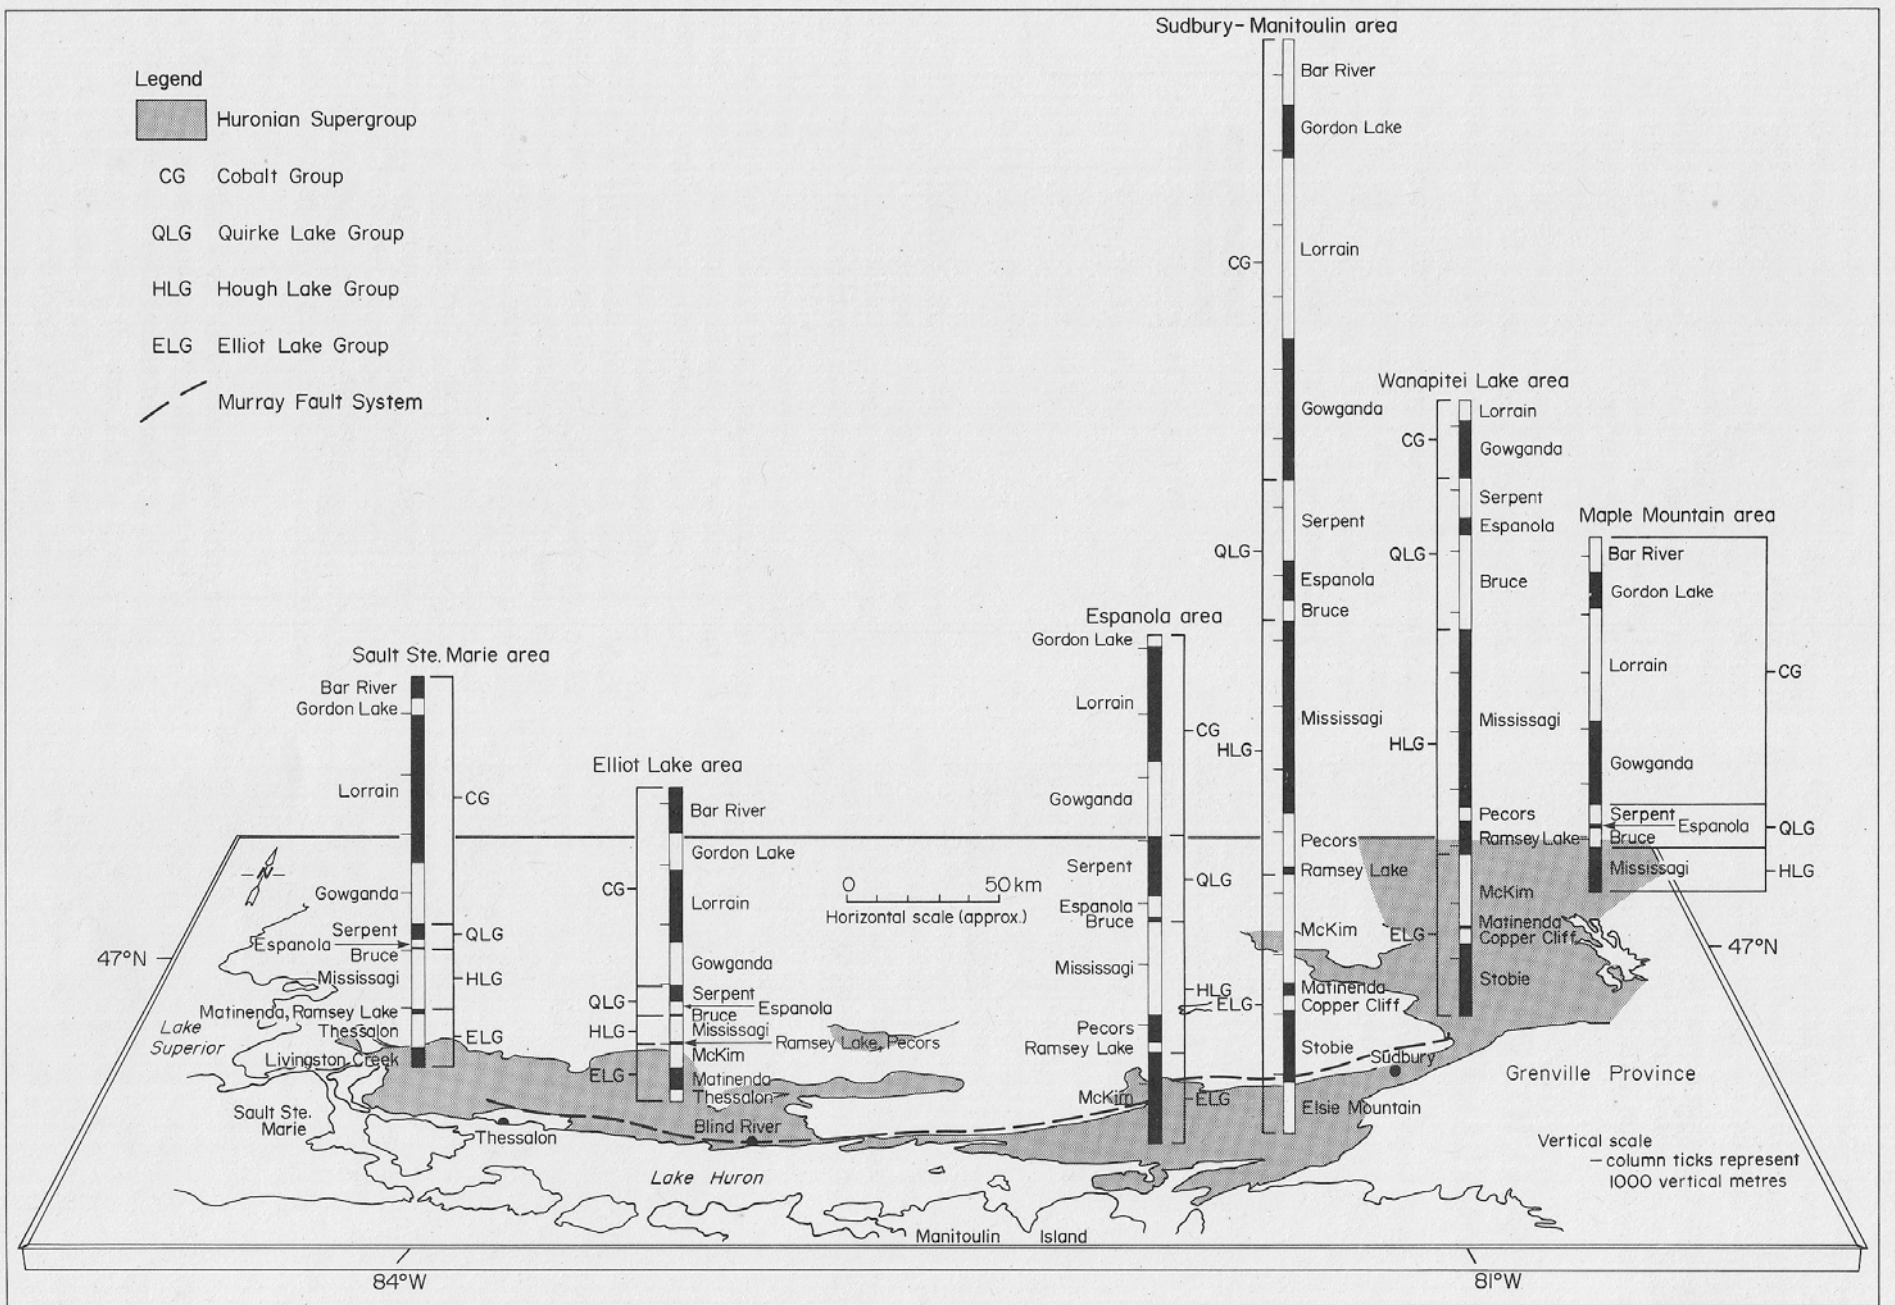 Legend
Huronian Supergroup
CG Cobalt Group
QLG Quirke Lake Group
HLG Hough Lake Group
ELG Elliot Lake Group
Murray Fault System
Sault Ste. Marie area
Bar River
Gordon Lake
Lorrain
Gowganda
Serpent
Espanola
Bruce
Mississagi
Matinenda, Ramsey Lake
Thessalon
Livingston Creek
CG
QLG
HLG
ELG
Elliot Lake area
Bar River
Gordon Lake
Lorrain
Gowganda
Serpent
Espanola
Bruce
Mississagi
Ramsey Lake, Pecors
McKim
Matinenda
Thessalon
CG
QLG
HLG
ELG
Espanola area
Gordon Lake
Lorrain
Gowganda
Serpent
Espanola
Bruce
Mississagi
Pecors
Ramsey Lake
McKim
CG
QLG
HLG
ELG
Sudbury-Manitoulin area
Bar River
Gordon Lake
Lorrain
Gowganda
Serpent
Espanola
Bruce
Mississagi
Pecors
Ramsey Lake
McKim
Matinenda
Copper Cliff
Stobie
Elsie Mountain
CG
QLG
HLG
ELG
Wanapitei Lake area
Lorrain
Gowganda
Serpent
Espanola
Bruce
Mississagi
Pecors
Ramsey Lake
McKim
Matinenda
Copper Cliff
Stobie
CG
QLG
HLG
ELG
Maple Mountain area
Bar River
Gordon Lake
Lorrain
Gowganda
Serpent
Espanola
Bruce
Mississagi
CG
QLG
HLG
N
0 50 km
Horizontal scale (approx.)
47°N
47°N
Lake
Superior
Sault Ste.
Marie
Thessalon
Blind River
Sudbury
Lake Huron
Grenville Province
Manitoulin Island
Vertical scale
– column ticks represent
1000 vertical metres
84°W
81°W